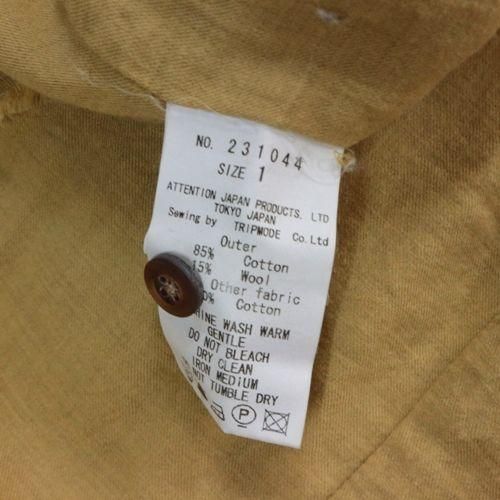 NO. 231044
SIZE 1
ATTENTION JAPAN PRODUCTS. LTD
TOKYO JAPAN
Sewing by TRIPMODE Co.Ltd
Outer
85% Cotton
15% Wool
Other fabric
Cotton
WASH WARM
GENTLE
DO NOT BLEACH
DRY CLEAN
IRON MEDIUM
NOT TUMBLE DRY
P